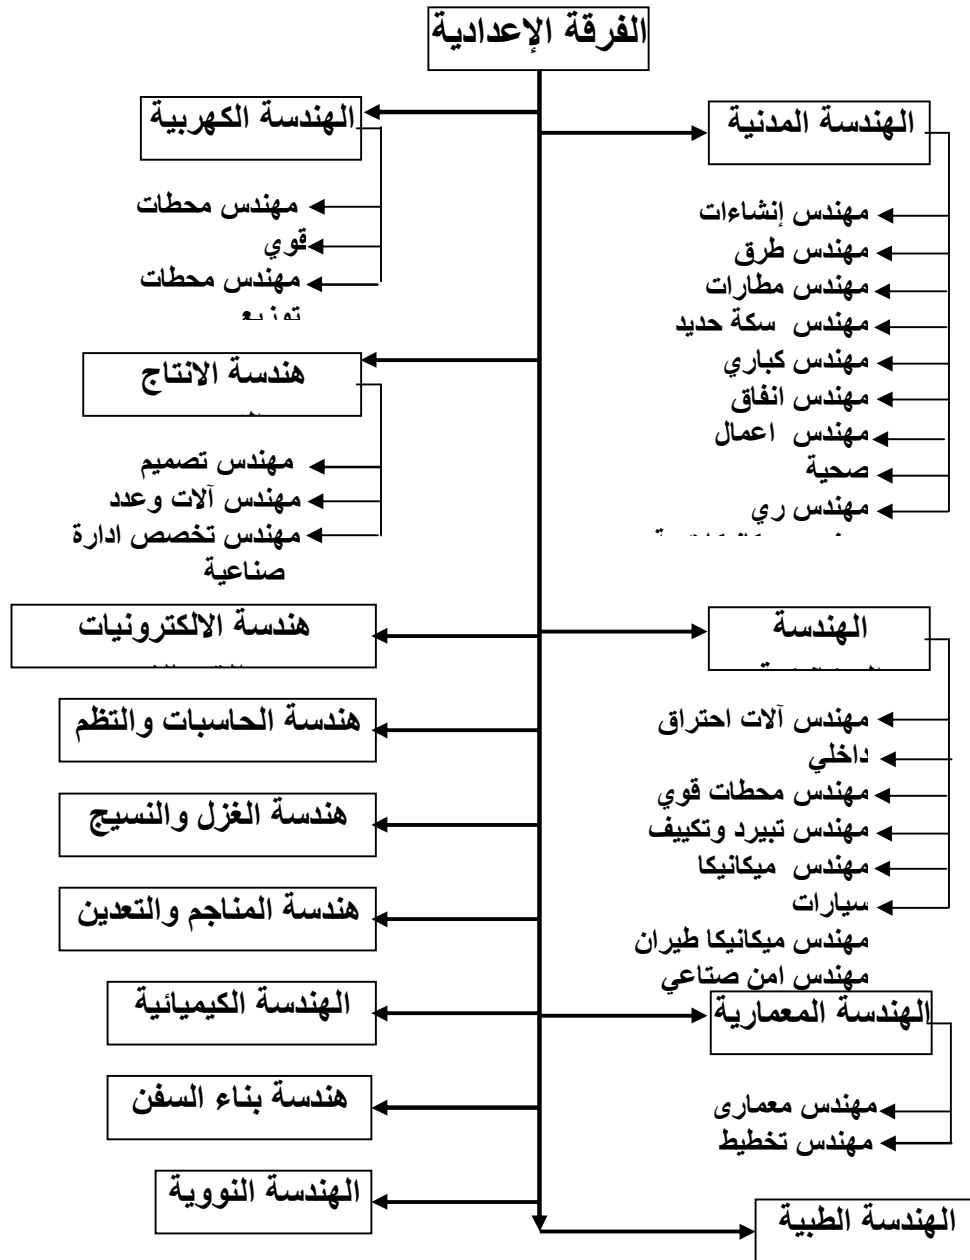 الفرقة الإعدادية
الهندسة المدنية
مهندس إنشاءات
مهندس طرق
مهندس مطارات
مهندس سكة حديد
مهندس كباري
مهندس انفاق
مهندس اعمال
صحية
مهندس ري
الهندسة
مهندس آلات احتراق
داخلي
مهندس محطات قوي
مهندس تبيرد وتكييف
مهندس ميكانيكا
سيارات
مهندس ميكانيكا طيران
مهندس امن صتاعي
الهندسة المعمارية
مهندس معمارى
مهندس تخطيط
الهندسة الطبية
الهندسة الكهربية
مهندس محطات
قوي
مهندس محطات
توزيع
هندسة الانتاج
مهندس تصميم
مهندس آلات وعدد
مهندس تخصص ادارة
صناعية
هندسة الالكترونيات
هندسة الحاسبات والتظم
هندسة الغزل والنسيج
هندسة المناجم والتعدين
الهندسة الكيميائية
هندسة بناء السفن
الهندسة النووية